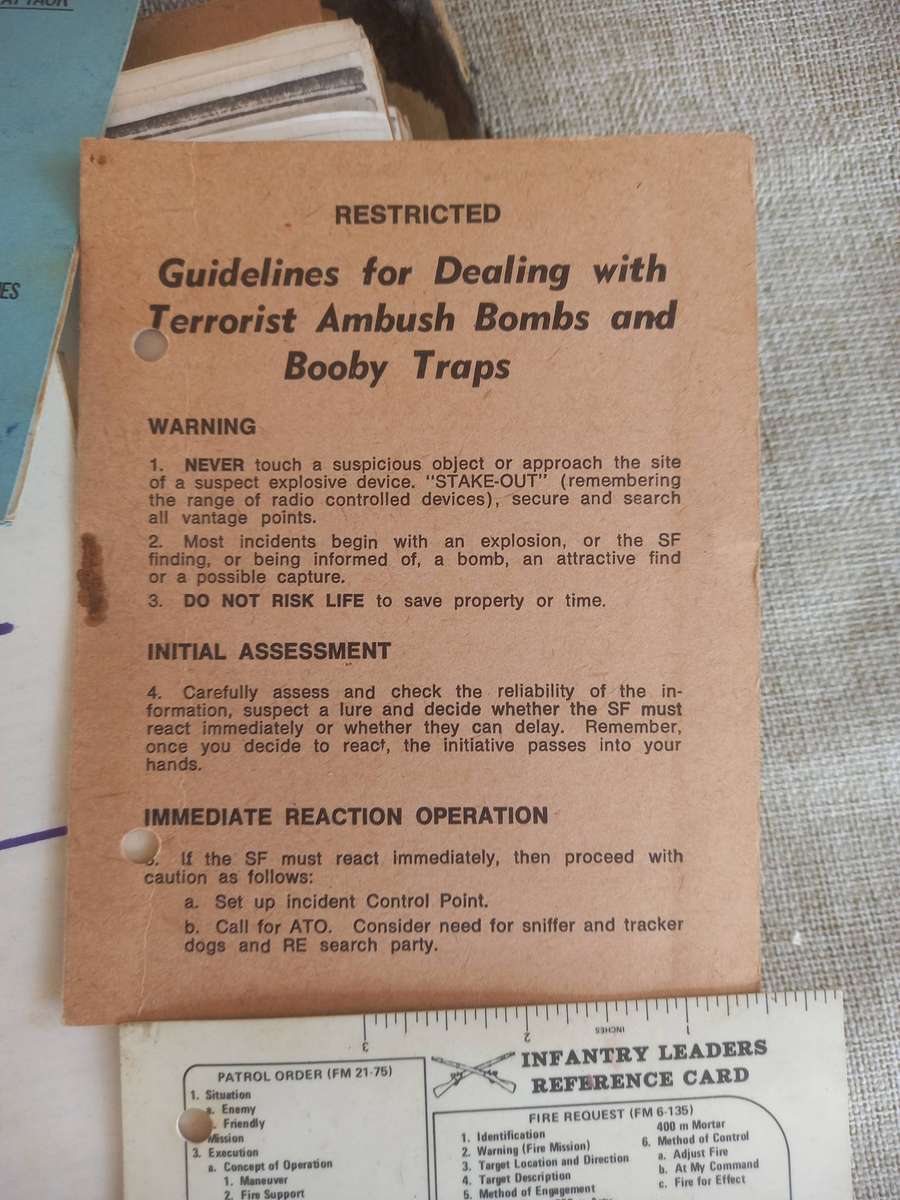 ATTACK
ES
RESTRICTED
Guidelines for Dealing with
Terrorist Ambush Bombs and
Booby Traps
WARNING
1. NEVER touch a suspicious object or approach the site
of a suspect explosive device. "STAKE-OUT" (remembering
the range of radio controlled devices), secure and search
all vantage points.
2. Most incidents begin with an explosion, or the SF
finding, or being informed of, a bomb, an attractive find
or a possible capture.
3. DO NOT RISK LIFE to save property or time.
INITIAL ASSESSMENT
4. Carefully assess and check the reliability of the in-
formation, suspect a lure and decide whether the SF must
react immediately or whether they can delay. Remember,
once you decide to react, the initiative passes into your
hands.
IMMEDIATE REACTION OPERATION
If the SF must react immediately, then proceed with
caution as follows:
a. Set up incident Control Point.
b. Call for ATO. Consider need for sniffer and tracker
dogs and RE search party.
3 2 INCHES 1
INFANTRY LEADERS
REFERENCE CARD
PATROL ORDER (FM 21-75)
1. Situation
a. Enemy
. Friendly
Mission
3. Execution
a. Concept of Operation
1. Maneuver
2. Fire Support
FIRE REQUEST (FM 6-135)
1. Identification
2. Warning (Fire Mission)
3. Target Location and Direction
4. Target Description
5. Method of Engagement
400 m Mortar
6. Method of Control
a. Adjust Fire
b. At My Command
c. Fire for Effect